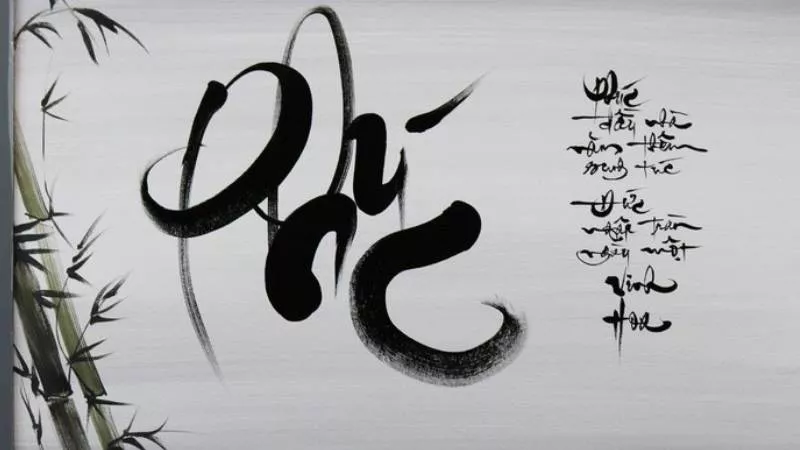 Phúc
Phúc
đầy nhà
năm thêm
sung túc
Đức
ngập tràn
ngày một
Vinh
Hoa